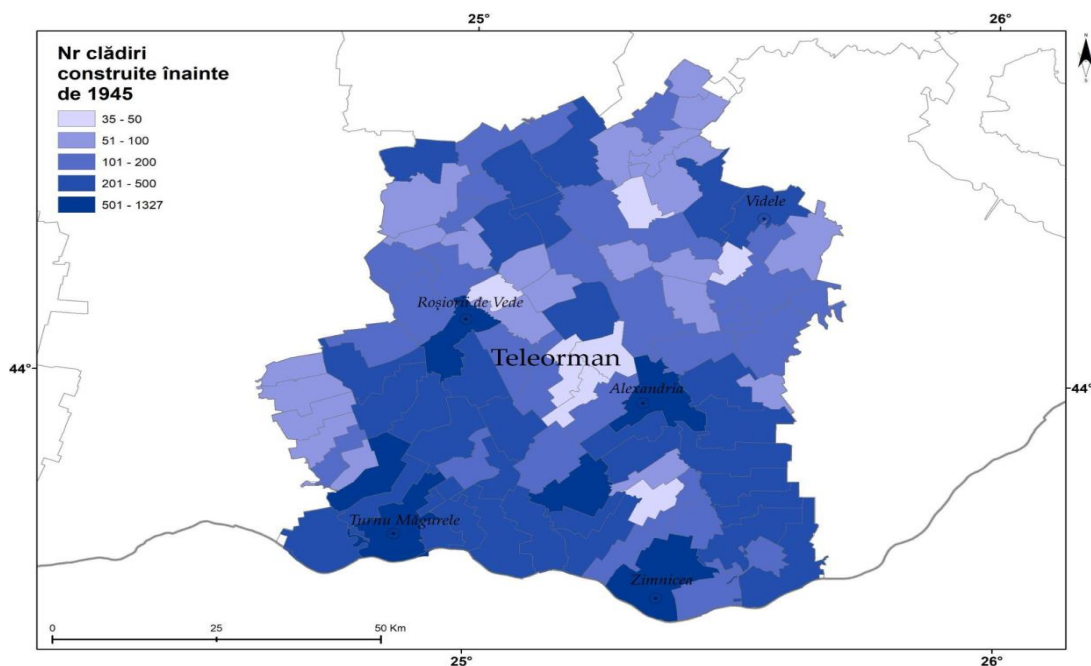 25°
26°
Nr clădiri
construite înainte
de 1945
35 - 50
51 - 100
101 - 200
201 - 500
501 - 1327
N
S
Videle
Roșiorii de Vede
Teleorman
44°
44°
Alexandria
Turnu Măgurele
Zimnicea
0 25 50 Km
25°
26°